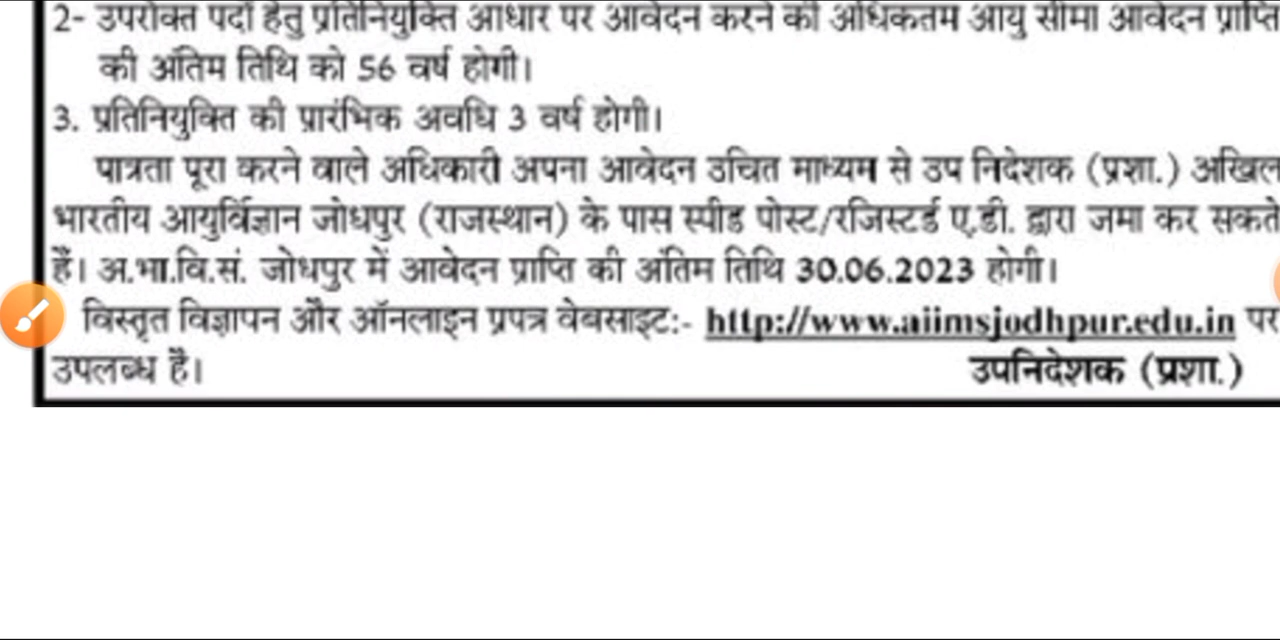 2- उपरोक्त पदों हेतु प्रतिनियुक्ति आधार पर आवेदन करने की अधिकतम आयु सीमा आवेदन प्राप्ति
की अंतिम तिथि को 56 वर्ष होगी।
3. प्रतिनियुक्ति की प्रारंभिक अवधि 3 वर्ष होगी।
पात्रता पूरा करने वाले अधिकारी अपना आवेदन उचित माध्यम से उप निदेशक (प्रशा.) अखिल
भारतीय आयुर्विज्ञान जोधपुर (राजस्थान) के पास स्पीड पोस्ट/रजिस्टर्ड ए.डी. द्वारा जमा कर सकते
हैं। अ.भा.वि.सं. जोधपुर में आवेदन प्राप्ति की अंतिम तिथि 30.06.2023 होगी।
विस्तृत विज्ञापन और ऑनलाइन प्रपत्र वेबसाइट:- http://www.aiimsjodhpur.edu.in पर
उपलब्ध है। उपनिदेशक (प्रशा.)